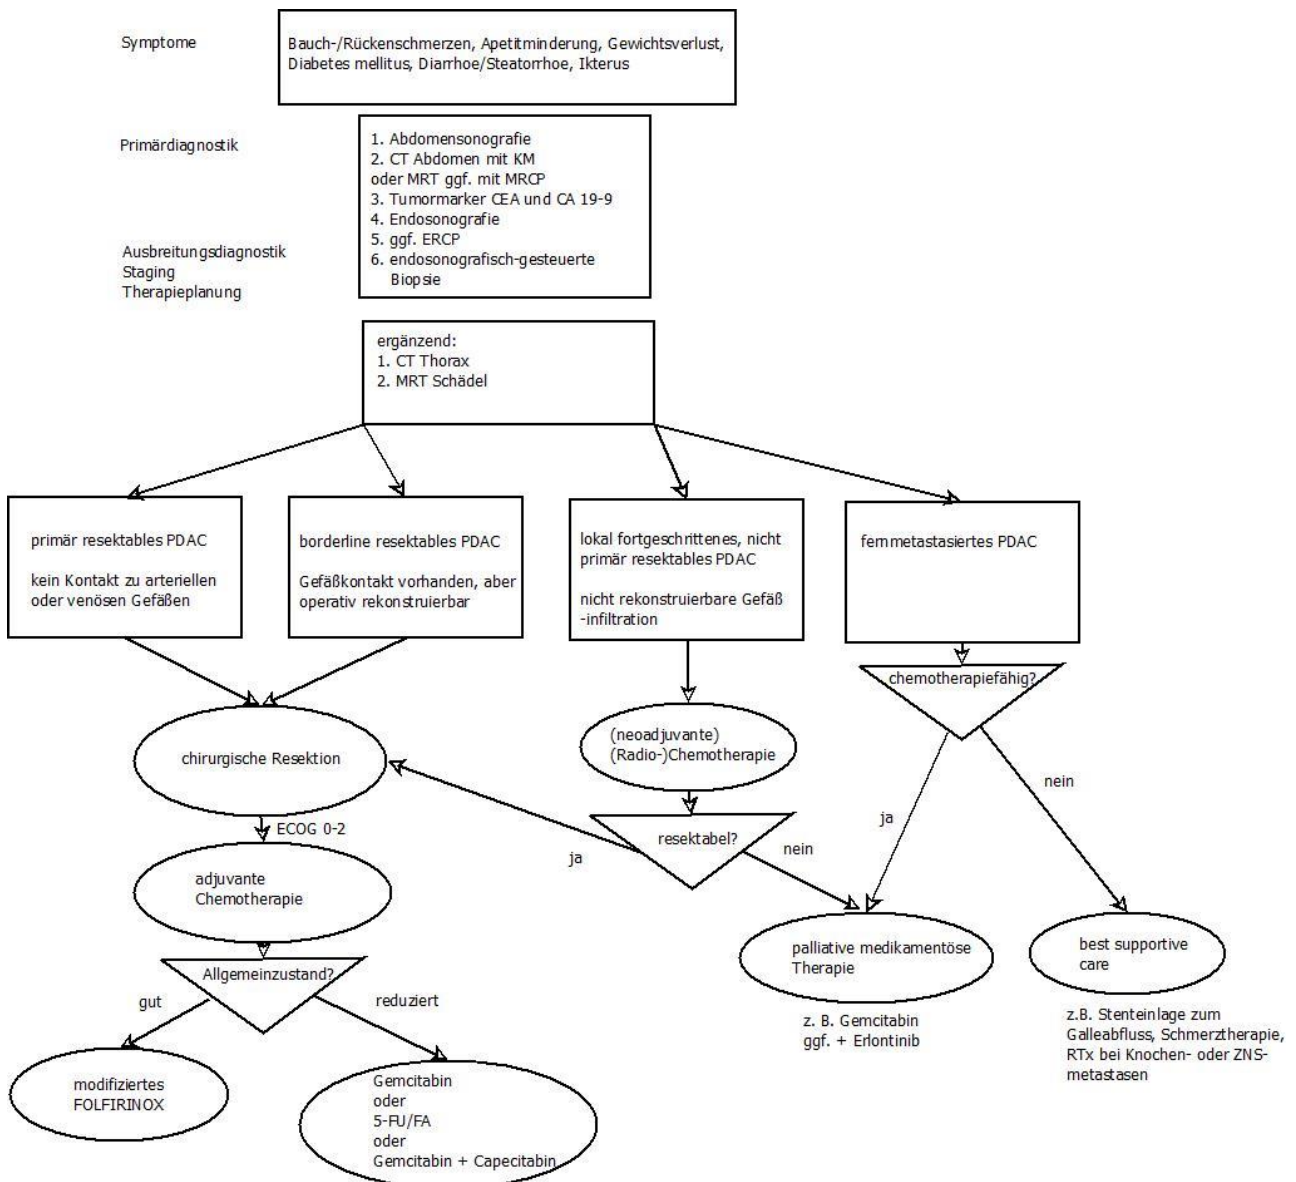 Symptome
Bauch-/Rückenschmerzen, Apetitminderung, Gewichtsverlust,
Diabetes mellitus, Diarrhoe/Steatorrhoe, Ikterus
Primärdiagnostik
1. Abdomensonografie
2. CT Abdomen mit KM
oder MRT ggf. mit MRCP
3. Tumormarker CEA und CA 19-9
4. Endosonografie
5. ggf. ERCP
6. endosonografisch-gesteuerte
Biopsie
Ausbreitungsdiagnostik
Staging
Therapieplanung
ergänzend:
1. CT Thorax
2. MRT Schädel
primär resektables PDAC
kein Kontakt zu arteriellen
oder venösen Gefäßen
borderline resektables PDAC
Gefäßkontakt vorhanden, aber
operativ rekonstruierbar
lokal fortgeschrittenes, nicht
primär resektables PDAC
nicht rekonstruierbare Gefäß
-infiltration
fernmetastasiertes PDAC
chemotherapiefähig?
(neoadjuvante)
(Radio-)Chemotherapie
chirurgische Resektion
nein
ja
ECOG 0-2
resektabel?
ja
nein
adjuvante
Chemotherapie
palliative medikamentöse
Therapie
best supportive
care
Allgemeinzustand?
gut
reduziert
z. B. Gemcitabin
ggf. + Erlontinib
z.B. Stenteinlage zum
Galleabfluss, Schmerztherapie,
RTx bei Knochen- oder ZNS-
metastasen
modifiziertes
FOLFIRINOX
Gemcitabin
oder
5-FU/FA
oder
Gemcitabin + Capecitabin